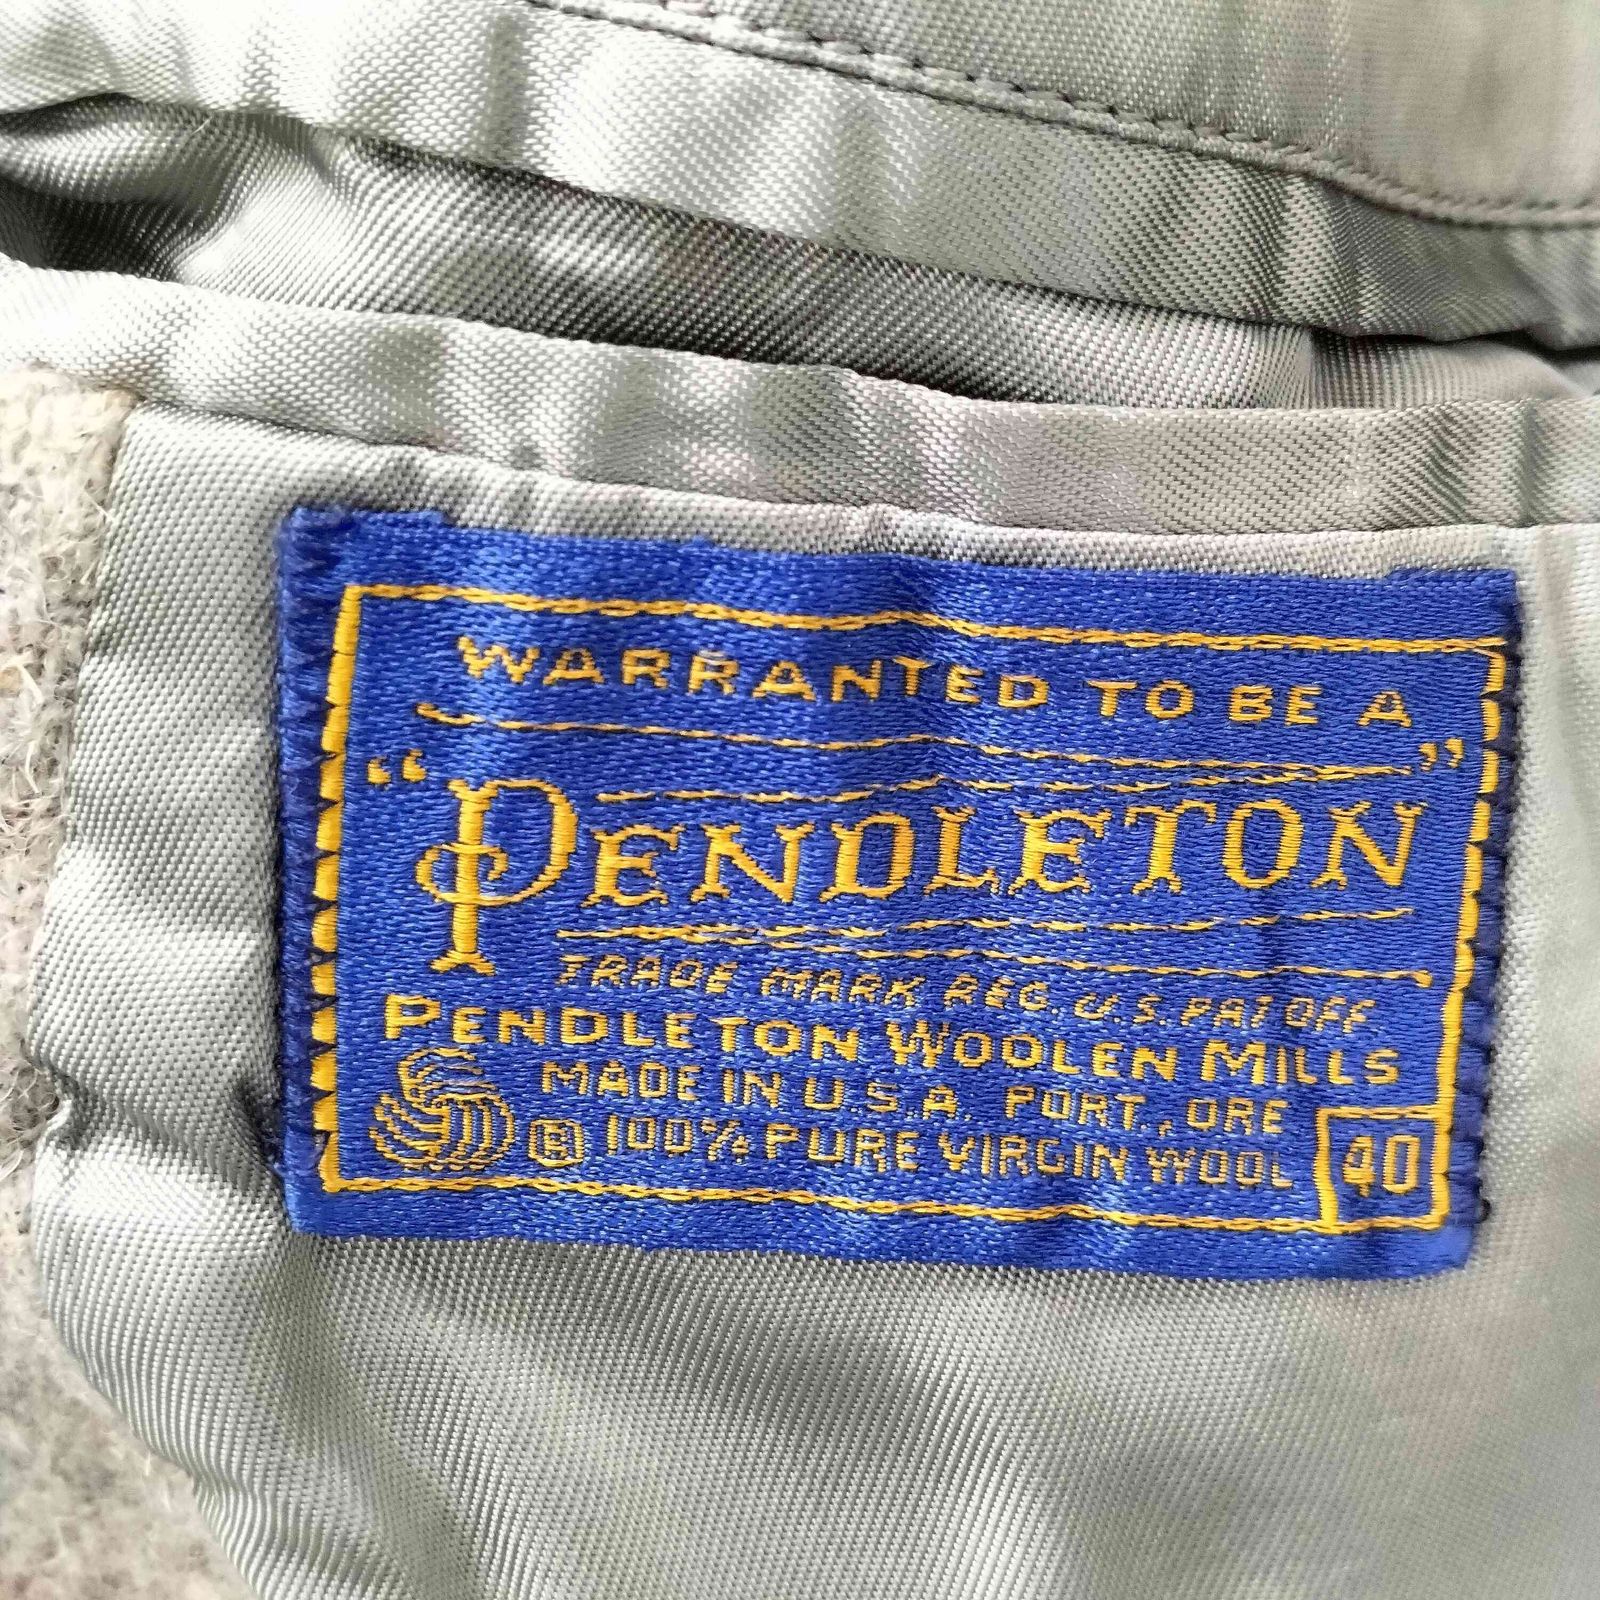 WARRANTED TO BE A
"PENDLETON"
TRADE MARK REG. U.S. PAT OFF.
PENDLETON WOOLEN MILLS
MADE IN U.S.A. PORT., ORE
® 100% PURE VIRGIN WOOL
40